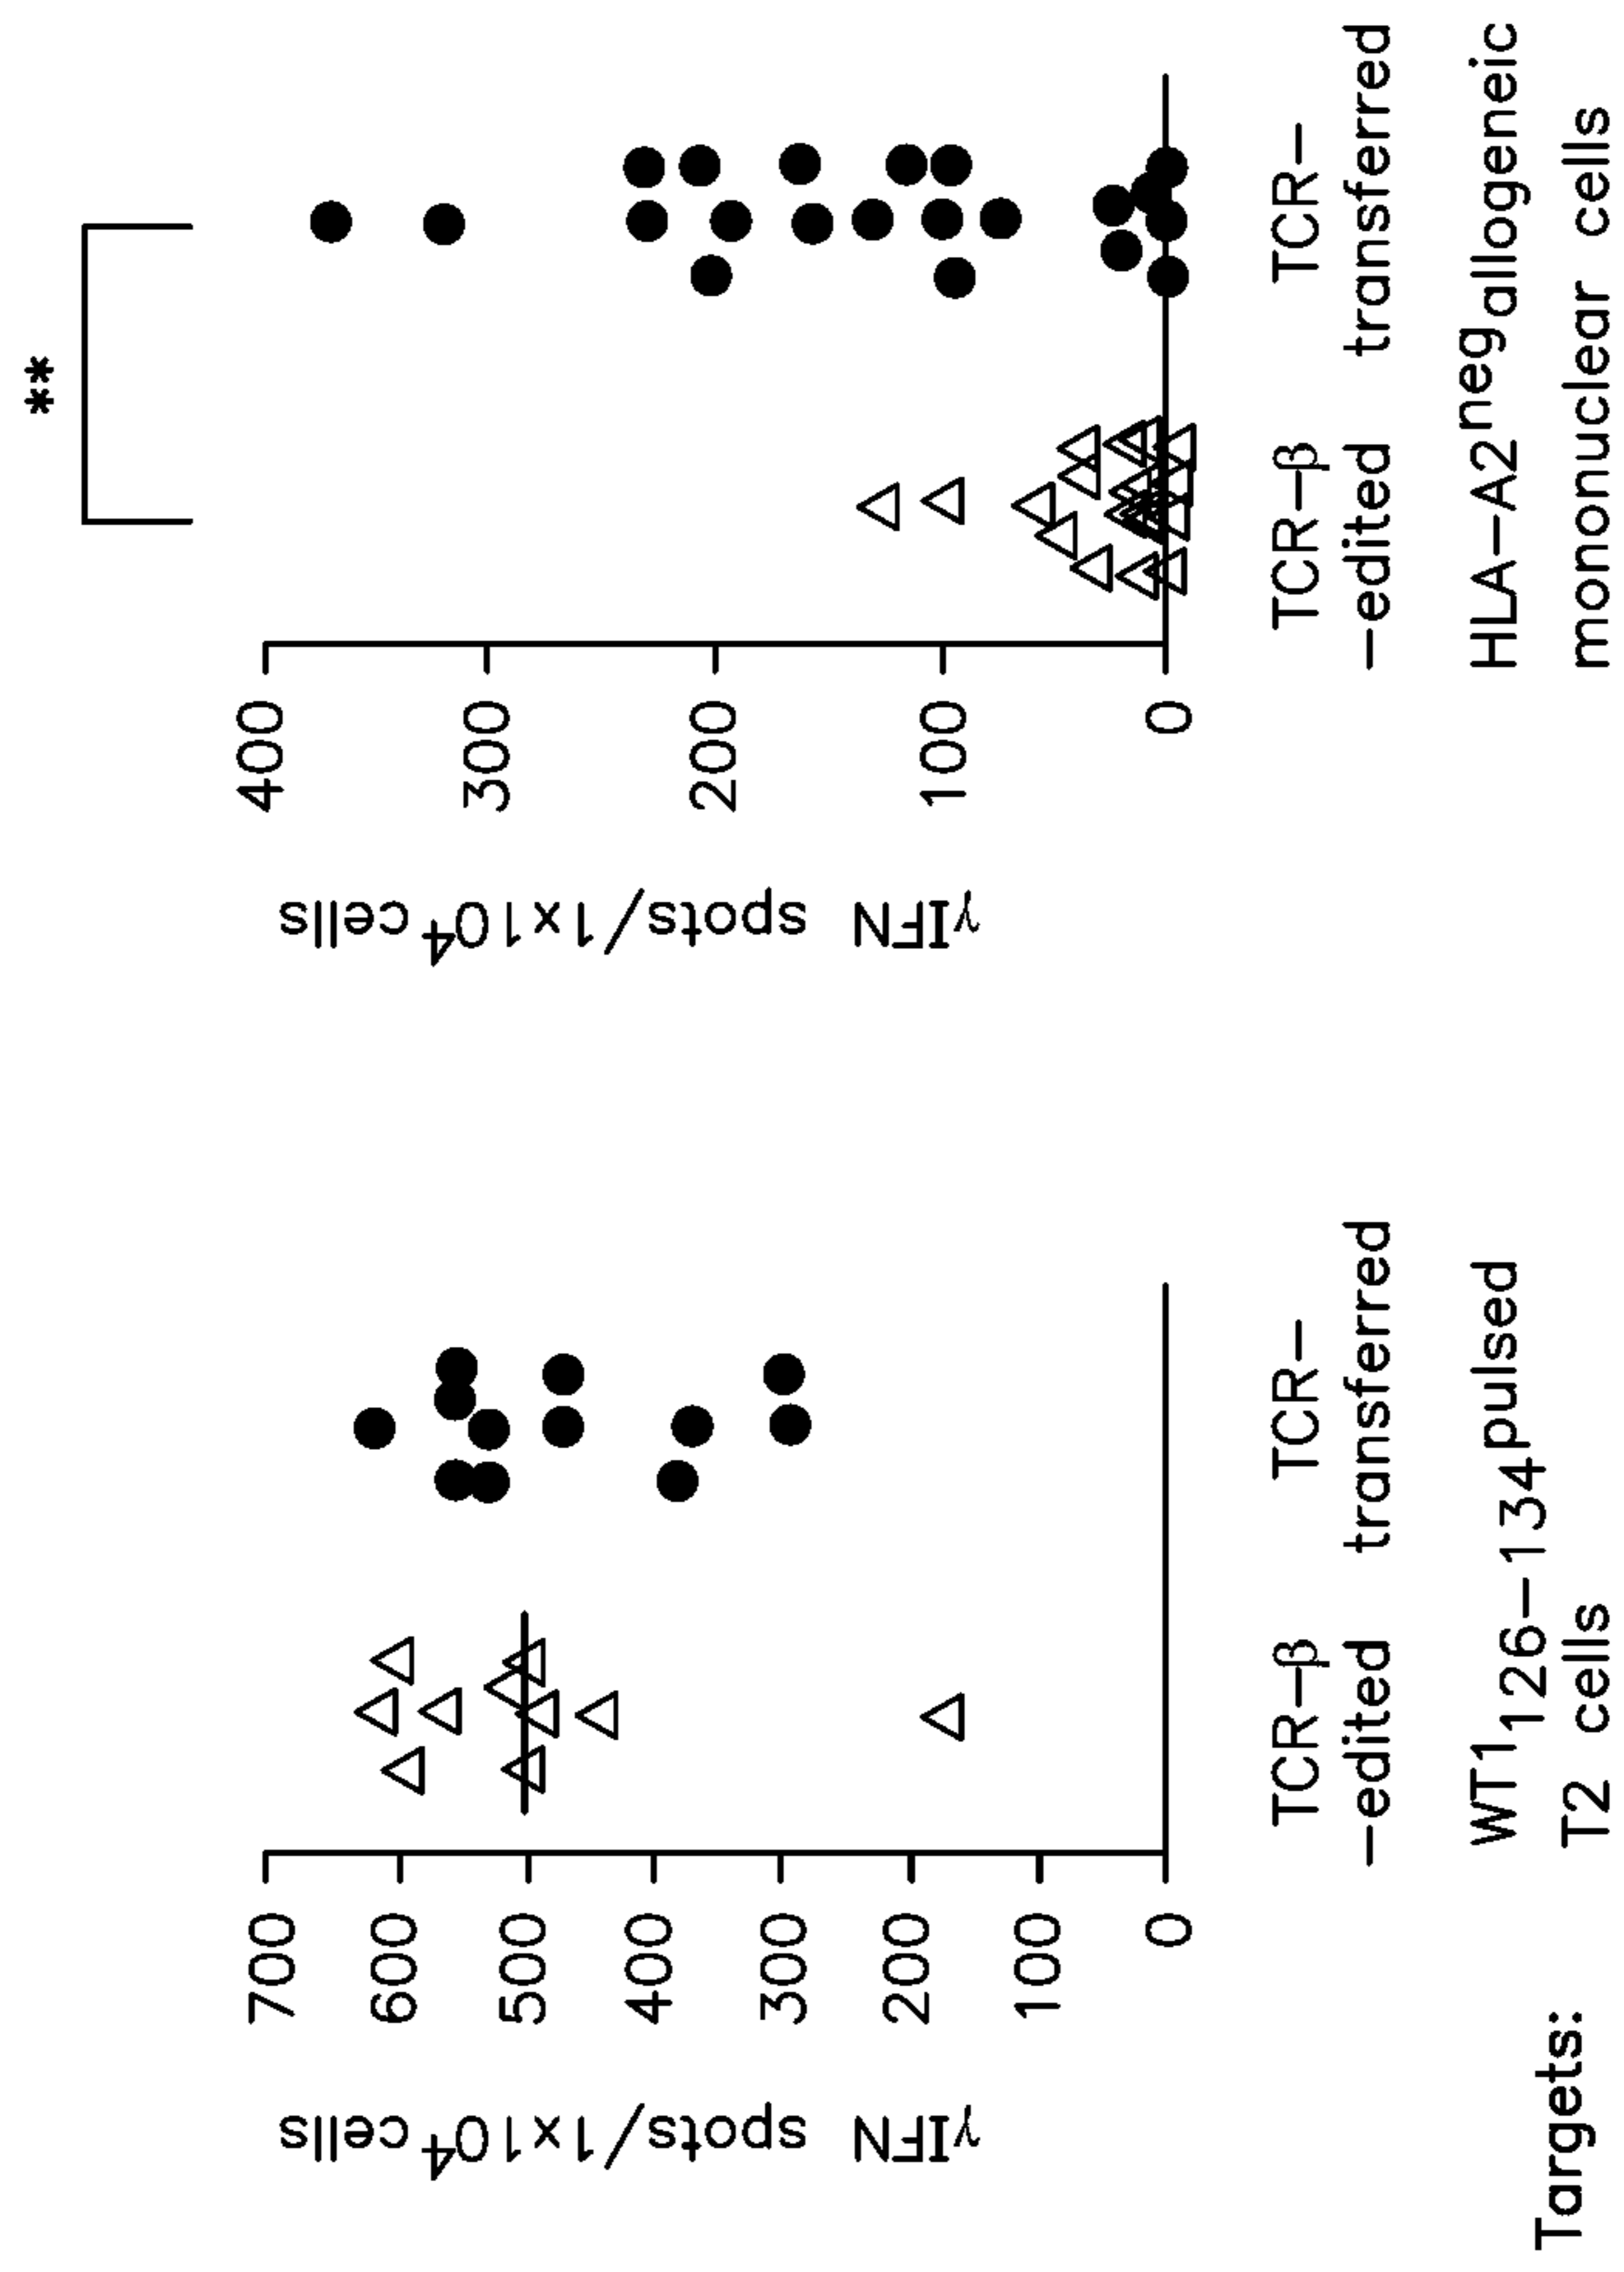 γIFN
spots/1x10⁴cells
700
600
500
400
300
200
100
0
TCR-β
-edited
TCR-
transferred
Targets:
WT1126-134pulsed
T2 cells
**
γIFN
spots/1x10⁴cells
400
300
200
100
0
TCR-β
-edited
TCR-
transferred
HLA-A2ⁿᵉᵍallogeneic
mononuclear cells